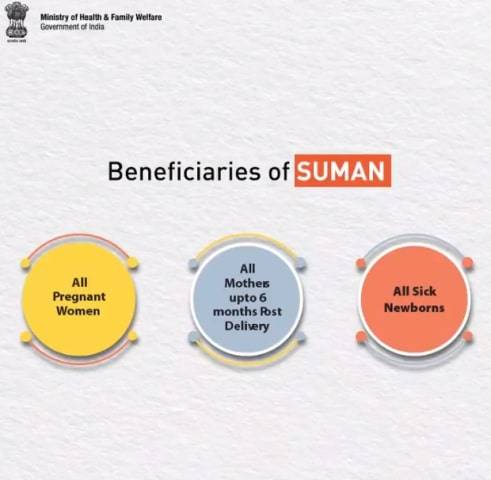 Ministry of Health & Family Welfare
Government of India
Beneficiaries of SUMAN
All
Pregnant
Women
All
Mothers
upto 6
months Post
Delivery
All Sick
Newborns